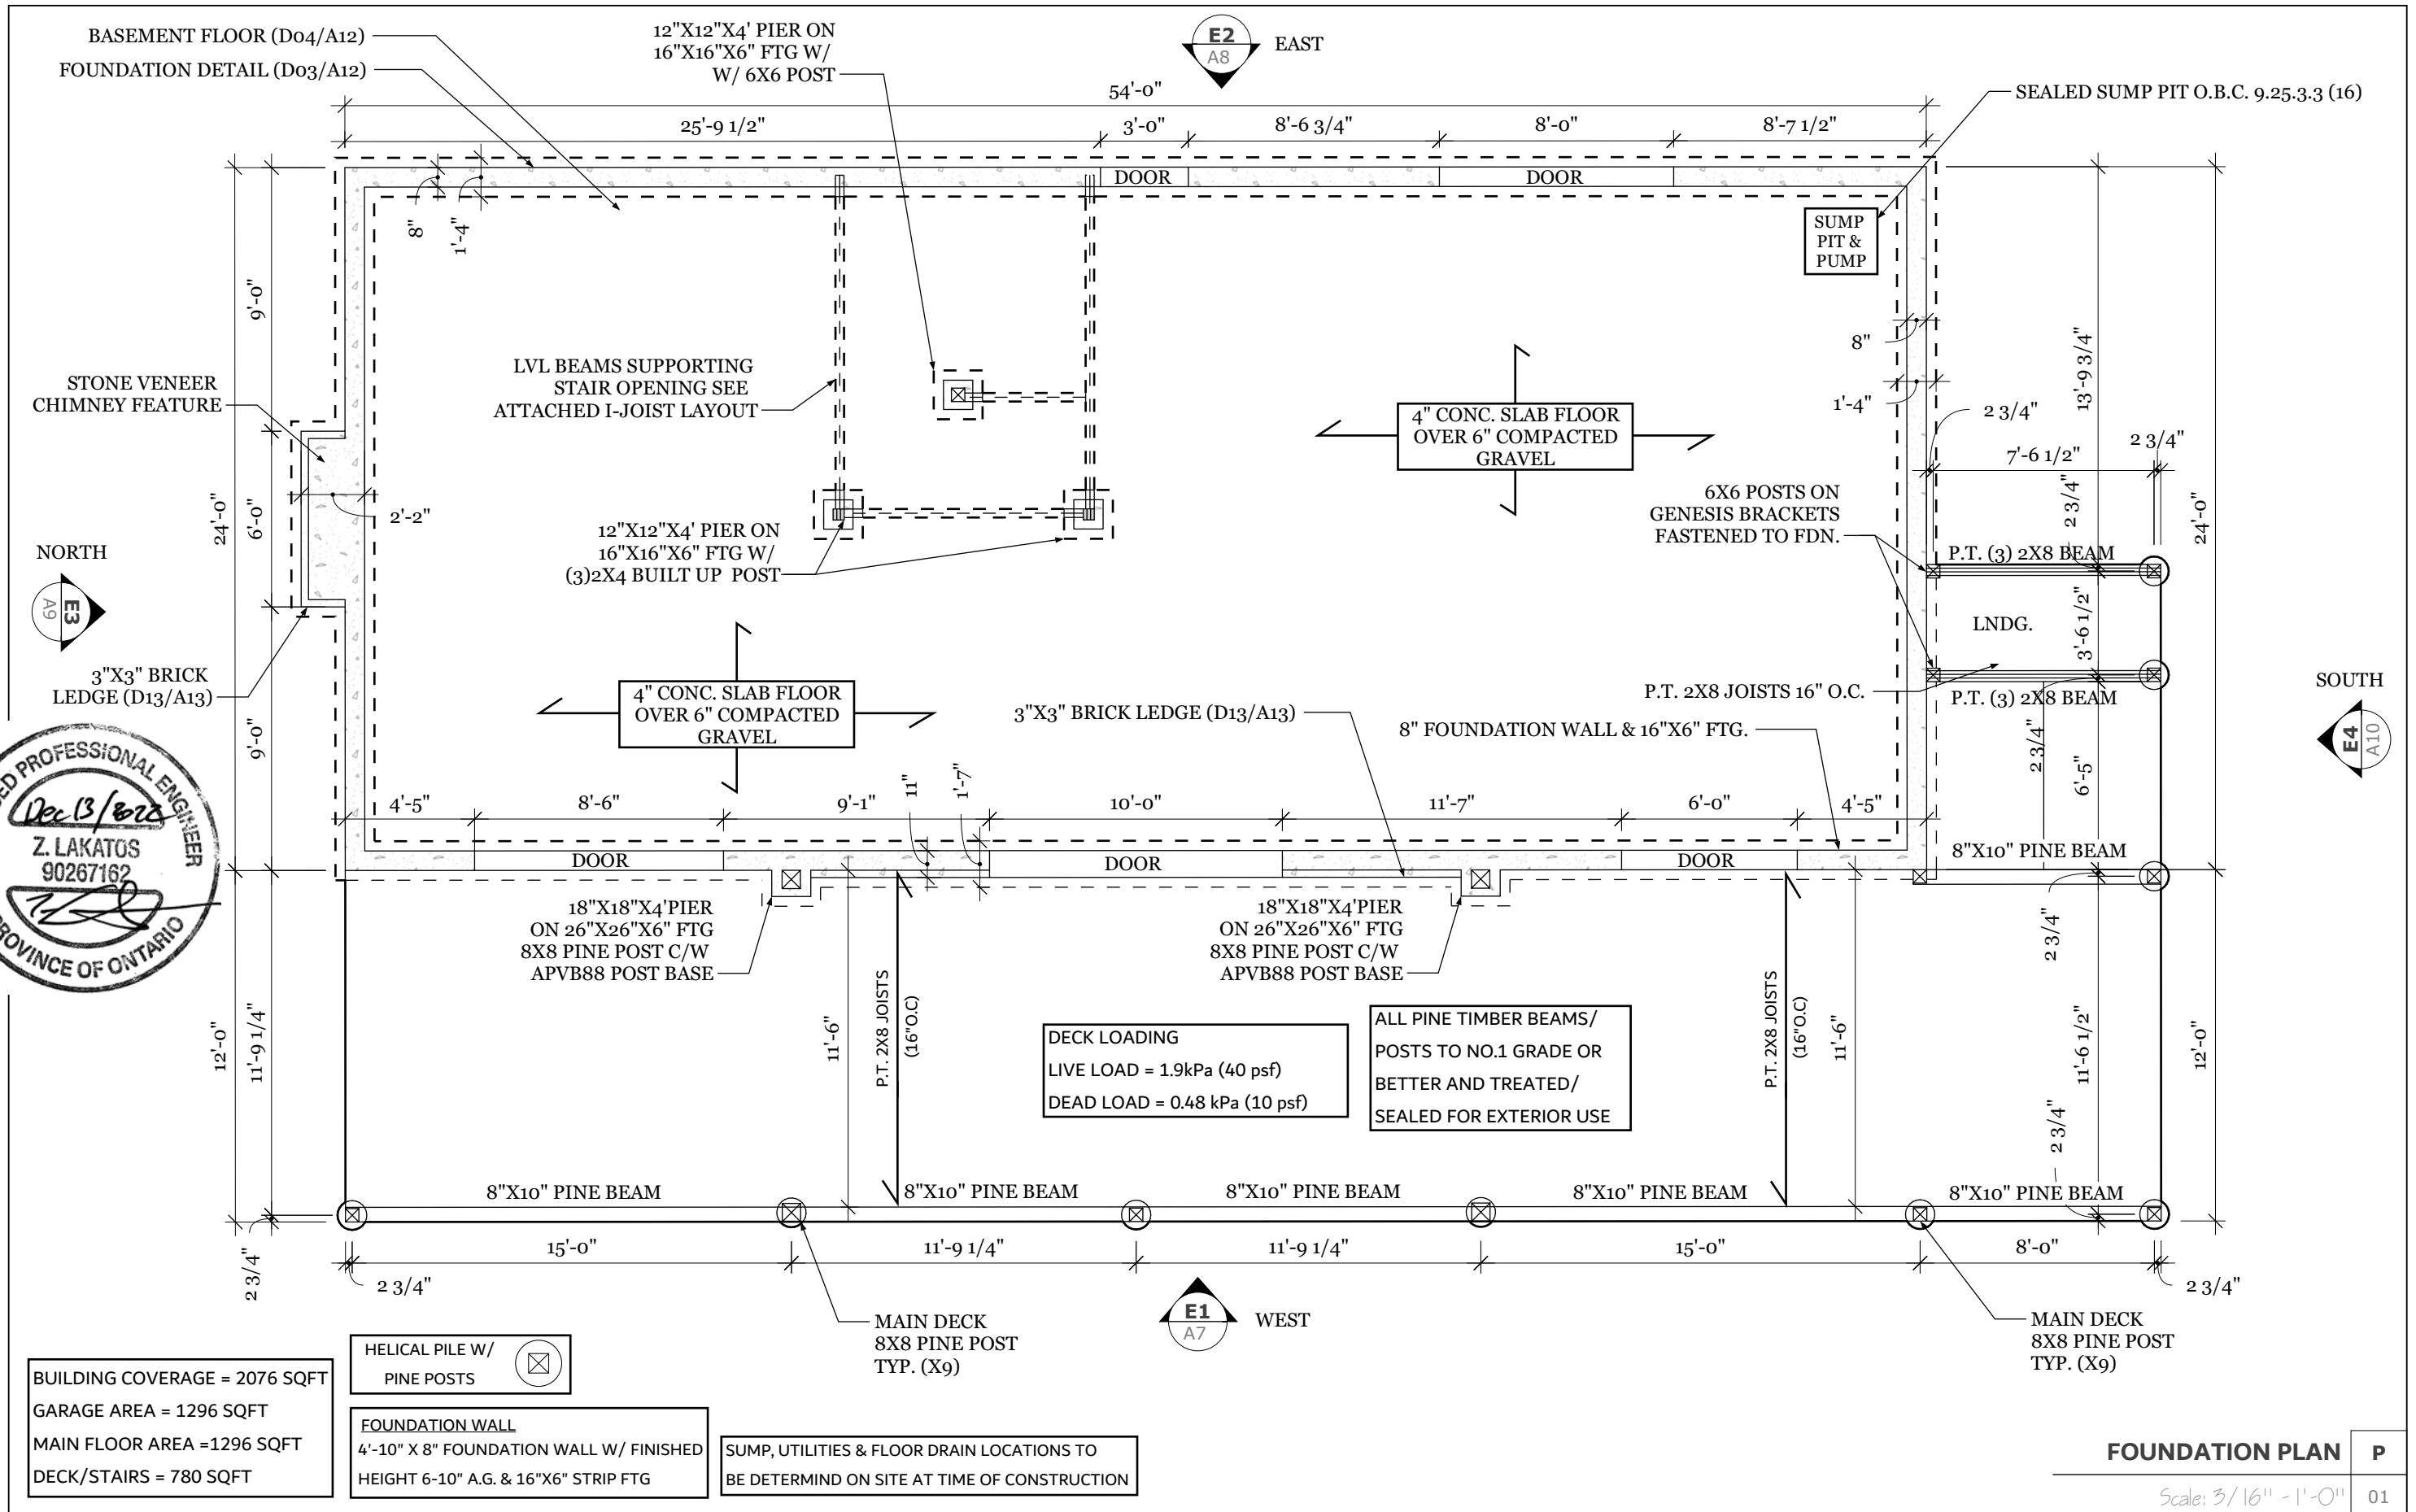 BASEMENT FLOOR (D04/A12)
FOUNDATION DETAIL (D03/A12)
12"X12"X4' PIER ON
16"X16"X6" FTG W/
W/ 6X6 POST
E2
A8
EAST
SEALED SUMP PIT O.B.C. 9.25.3.3 (16)
54'-0"
25'-9 1/2"
3'-0"
8'-6 3/4"
8'-0"
8'-7 1/2"
DOOR
DOOR
8"
1'-4"
SUMP
PIT &
PUMP
9'-0"
24'-0"
6'-0"
9'-0"
STONE VENEER
CHIMNEY FEATURE
LVL BEAMS SUPPORTING
STAIR OPENING SEE
ATTACHED I-JOIST LAYOUT
4" CONC. SLAB FLOOR
OVER 6" COMPACTED
GRAVEL
8"
1'-4"
13'-9 3/4"
2 3/4"
2 3/4"
7'-6 1/2"
2 3/4"
24'-0"
2'-2"
12"X12"X4' PIER ON
16"X16"X6" FTG W/
(3)2X4 BUILT UP POST
6X6 POSTS ON
GENESIS BRACKETS
FASTENED TO FDN.
P.T. (3) 2X8 BEAM
LNDG.
3'-6 1/2"
NORTH
E3
A9
3"X3" BRICK
LEDGE (D13/A13)
P.T. 2X8 JOISTS 16" O.C.
P.T. (3) 2X8 BEAM
SOUTH
E4
A10
4" CONC. SLAB FLOOR
OVER 6" COMPACTED
GRAVEL
3"X3" BRICK LEDGE (D13/A13)
8" FOUNDATION WALL & 16"X6" FTG.
2 3/4"
6'-5"
PROFESSIONAL ENGINEER
Dec 13/2022
Z. LAKATOS
90267162
PROVINCE OF ONTARIO
4'-5"
8'-6"
9'-1"
11"
1'-7"
10'-0"
11'-7"
6'-0"
4'-5"
DOOR
DOOR
DOOR
8"X10" PINE BEAM
18"X18"X4'PIER
ON 26"X26"X6" FTG
8X8 PINE POST C/W
APVB88 POST BASE
18"X18"X4'PIER
ON 26"X26"X6" FTG
8X8 PINE POST C/W
APVB88 POST BASE
2 3/4"
12'-0"
11'-9 1/4"
11'-6"
P.T. 2X8 JOISTS
(16"O.C)
DECK LOADING
LIVE LOAD = 1.9kPa (40 psf)
DEAD LOAD = 0.48 kPa (10 psf)
ALL PINE TIMBER BEAMS/
POSTS TO NO.1 GRADE OR
BETTER AND TREATED/
SEALED FOR EXTERIOR USE
P.T. 2X8 JOISTS
(16"O.C)
11'-6"
11'-6 1/2"
12'-0"
2 3/4"
8"X10" PINE BEAM
8"X10" PINE BEAM
8"X10" PINE BEAM
8"X10" PINE BEAM
8"X10" PINE BEAM
2 3/4"
2 3/4"
15'-0"
11'-9 1/4"
11'-9 1/4"
15'-0"
8'-0"
2 3/4"
MAIN DECK
8X8 PINE POST
TYP. (X9)
E1
A7
WEST
MAIN DECK
8X8 PINE POST
TYP. (X9)
HELICAL PILE W/
PINE POSTS
BUILDING COVERAGE = 2076 SQFT
GARAGE AREA = 1296 SQFT
MAIN FLOOR AREA =1296 SQFT
DECK/STAIRS = 780 SQFT
FOUNDATION WALL
4'-10" X 8" FOUNDATION WALL W/ FINISHED
HEIGHT 6-10" A.G. & 16"X6" STRIP FTG
SUMP, UTILITIES & FLOOR DRAIN LOCATIONS TO
BE DETERMIND ON SITE AT TIME OF CONSTRUCTION
FOUNDATION PLAN
P
Scale: 3/16" - 1'-0"
01